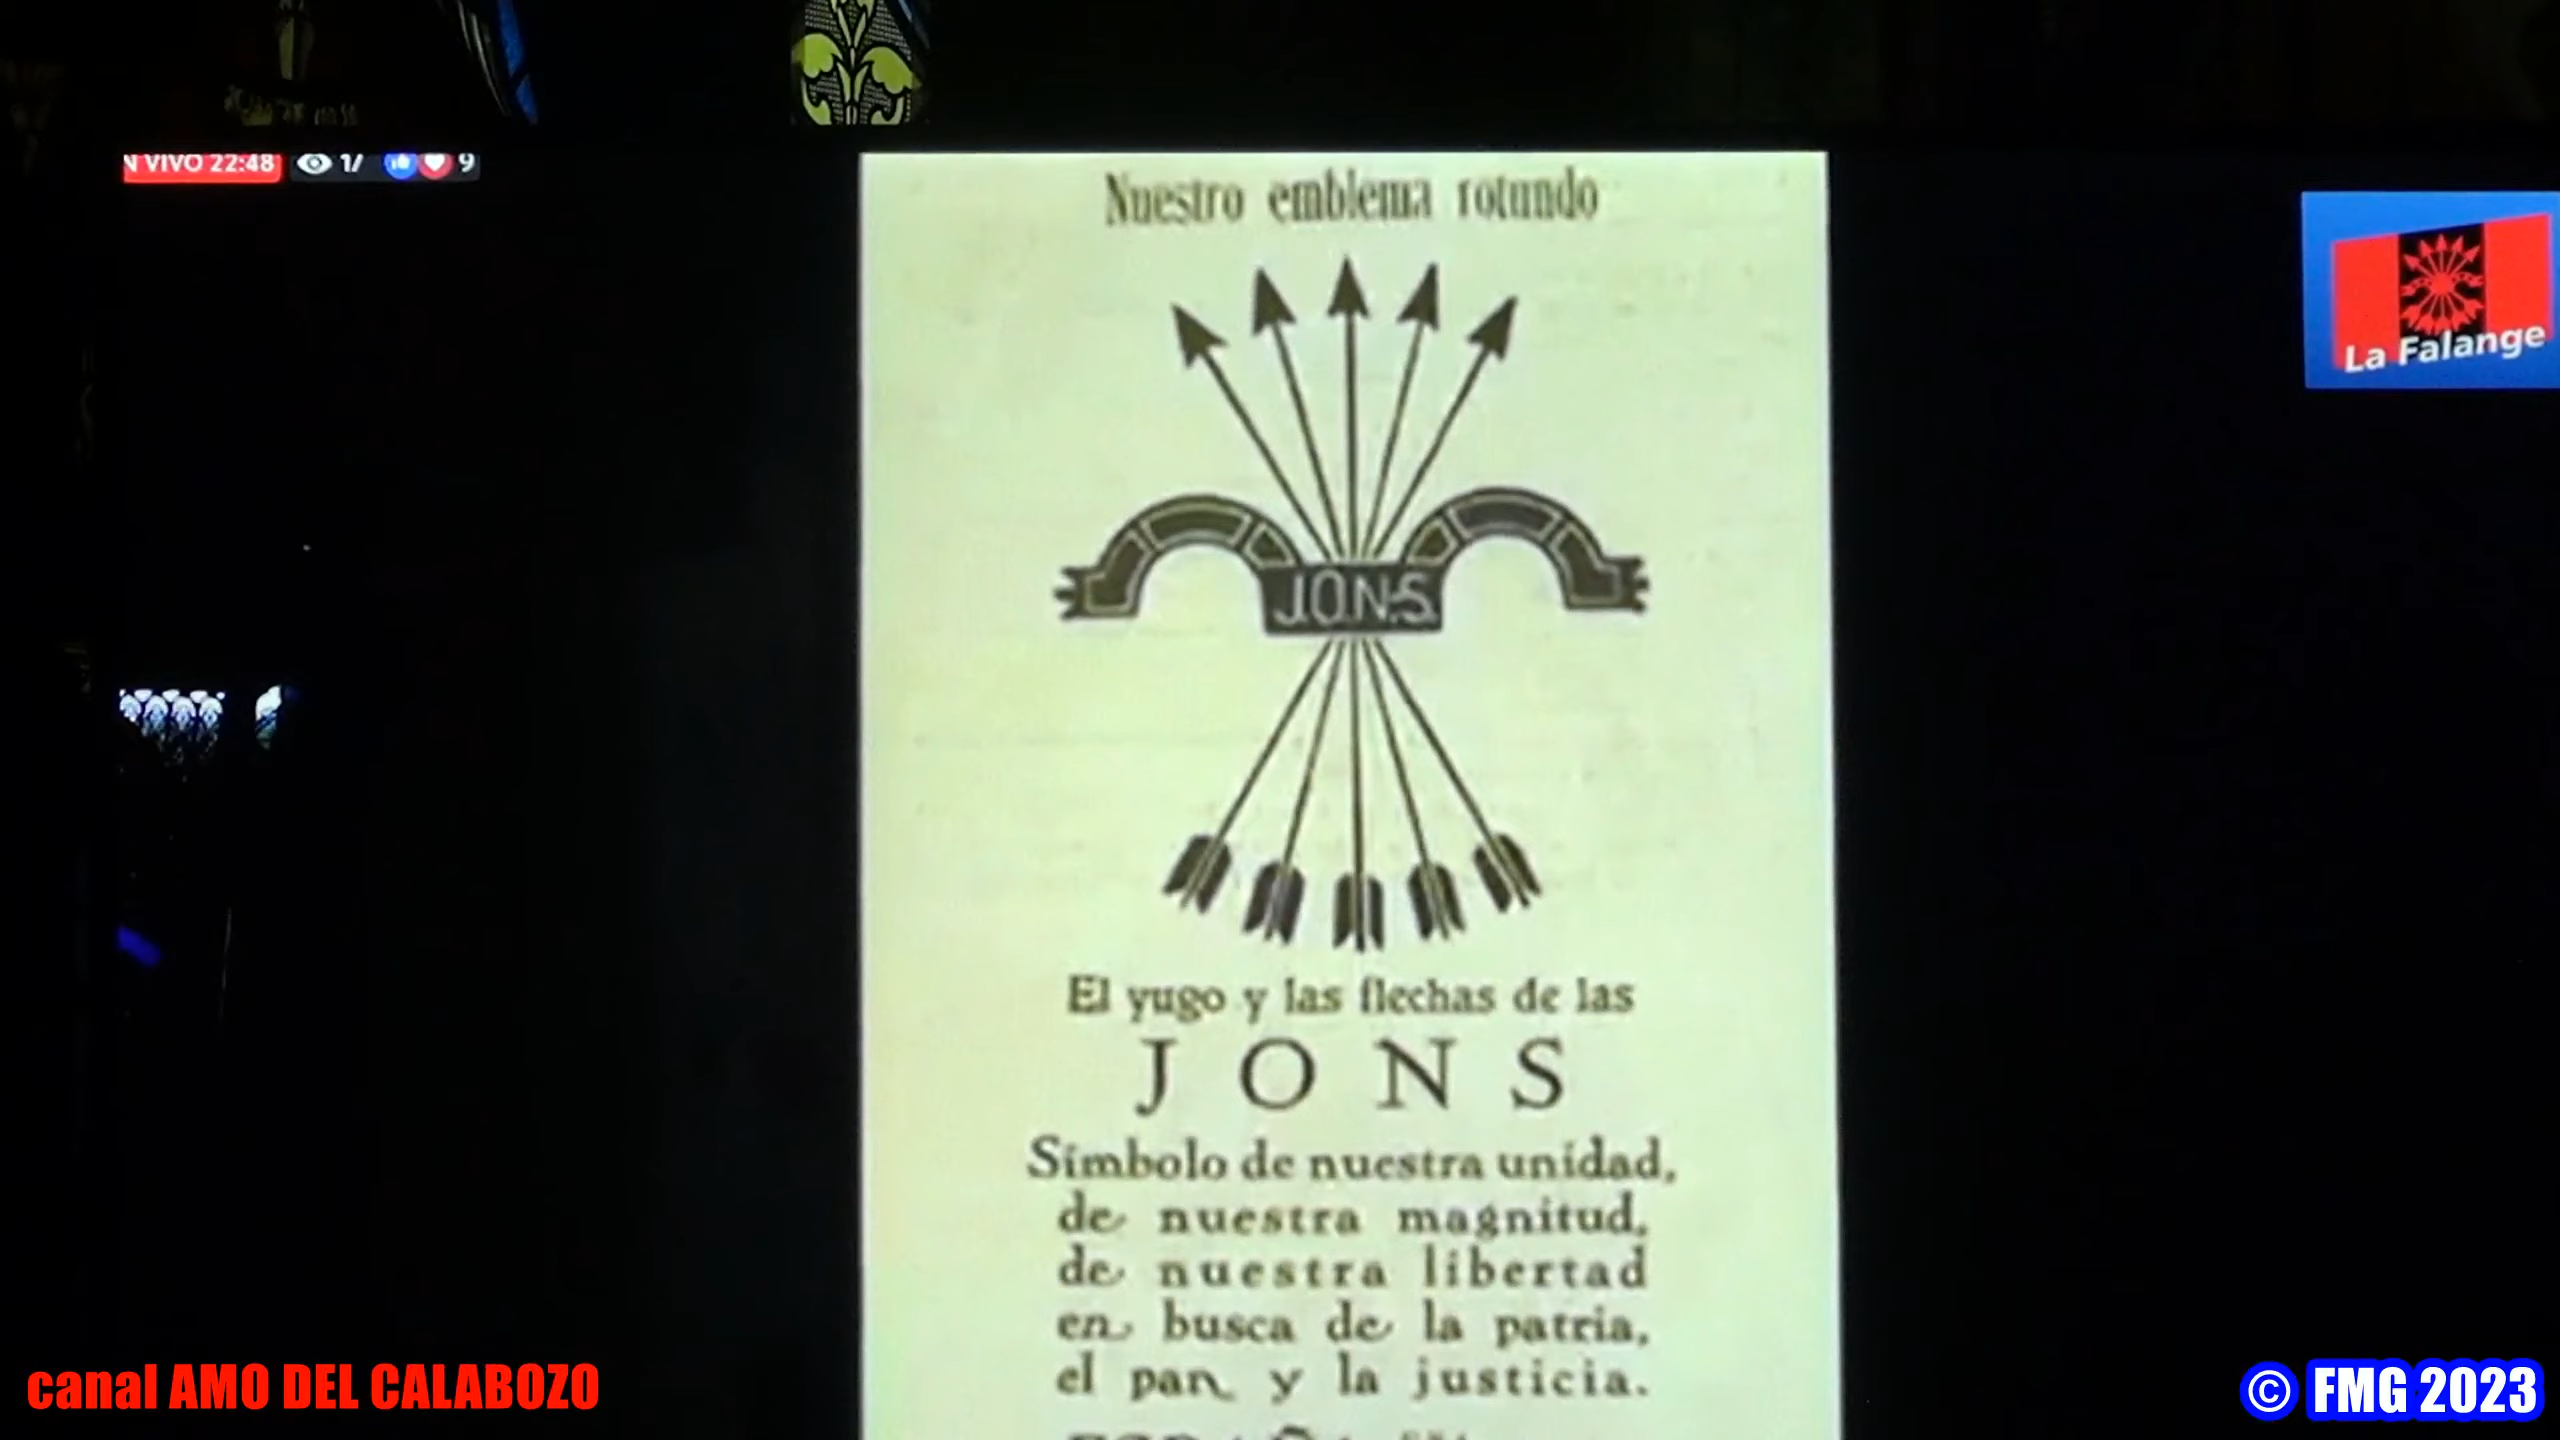 N VIVO 22:48 17 9
Nuestro emblema rotundo
La Falange
J.O.N.S.
El yugo y las flechas de las
J O N S
Símbolo de nuestra unidad,
de nuestra magnitud,
de nuestra libertad
en busca de la patria,
el pan y la justicia.
canal AMO DEL CALABOZO
© FMG 2023